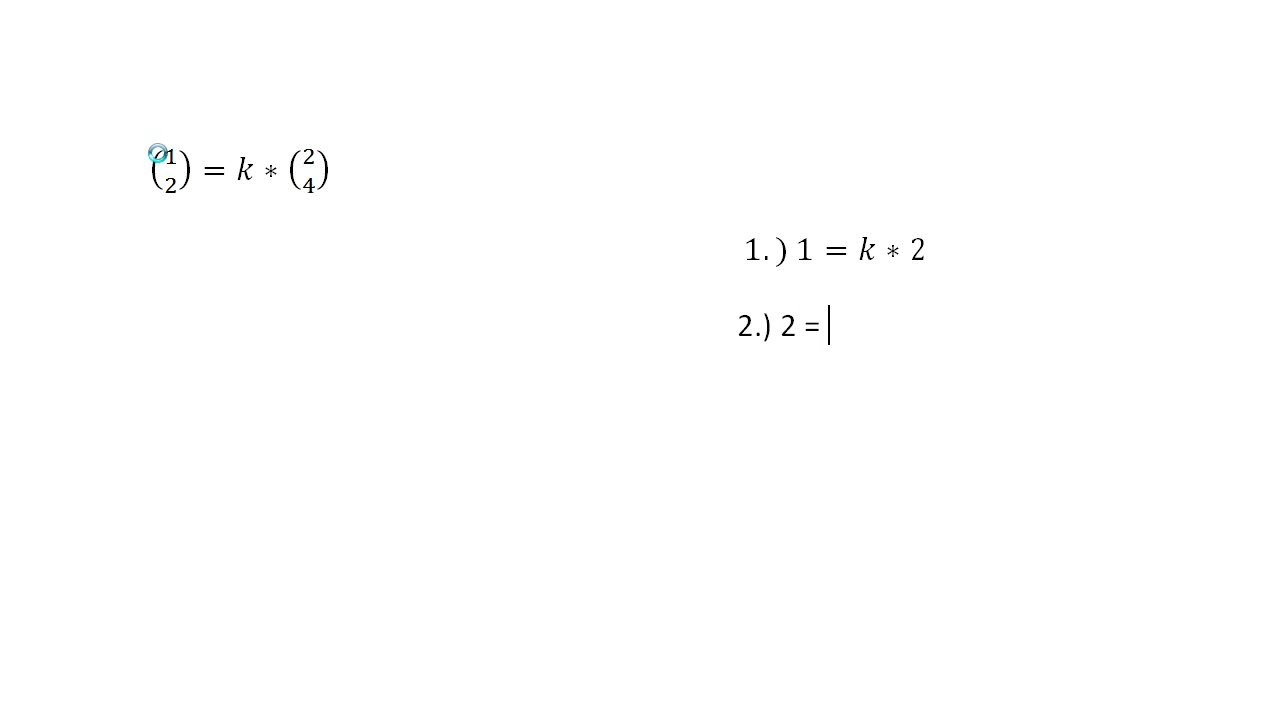 (1 2) = k * (2 4)
1. ) 1 = k * 2
2.) 2 =